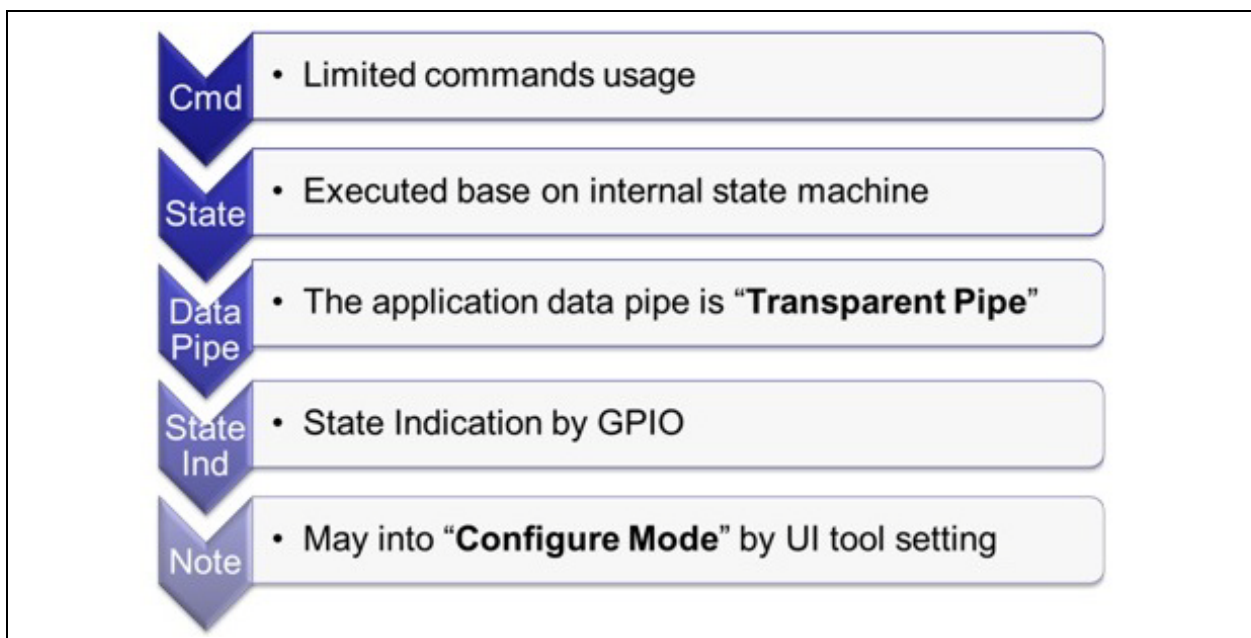 Cmd
• Limited commands usage
State
• Executed base on internal state machine
Data
Pipe
• The application data pipe is “Transparent Pipe”
State
Ind
• State Indication by GPIO
Note
• May into “Configure Mode” by UI tool setting